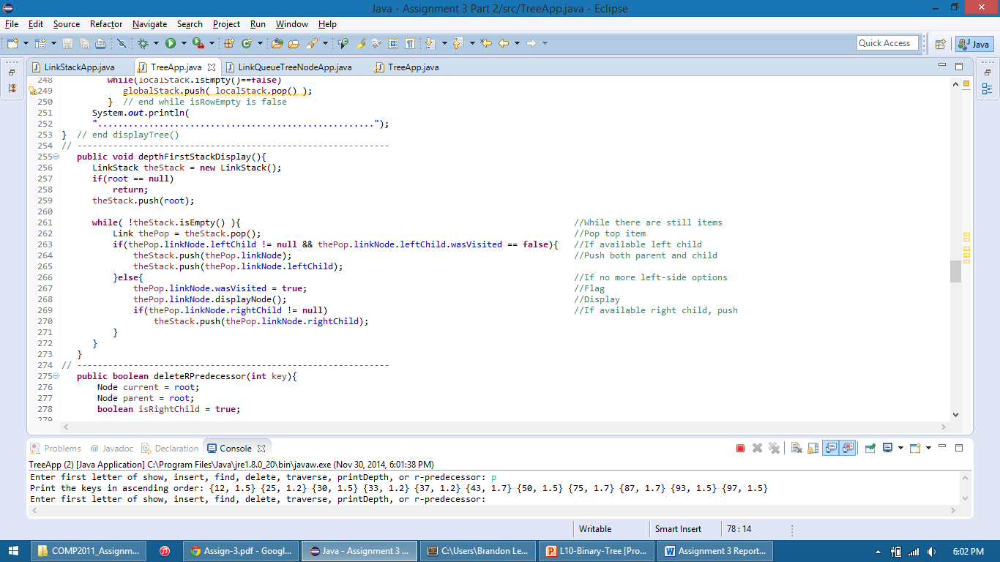 Java - Assignment 3 Part 2/src/TreeApp.java - Eclipse
File Edit Source Refactor Navigate Search Project Run Window Help
Quick Access Java
LinkStackApp.java TreeApp.java LinkQueueTreeNodeApp.java TreeApp.java
248 while(localStack.isEmpty()==false)
249 globalStack.push( localStack.pop() );
250 } // end while isRowEmpty is false
251 System.out.println(
252 "......................................................");
253 } // end displayTree()
254 // -------------------------------------------------------------
255 public void depthFirstStackDisplay(){
256 LinkStack theStack = new LinkStack();
257 if(root == null)
258 return;
259 theStack.push(root);
260
261 while( !theStack.isEmpty() ){ //While there are still items
262 Link thePop = theStack.pop(); //Pop top item
263 if(thePop.linkNode.leftChild != null && thePop.linkNode.leftChild.wasVisited == false){ //If available left child
264 theStack.push(thePop.linkNode); //Push both parent and child
265 theStack.push(thePop.linkNode.leftChild);
266 }else{ //If no more left-side options
267 thePop.linkNode.wasVisited = true; //Flag
268 thePop.linkNode.displayNode(); //Display
269 if(thePop.linkNode.rightChild != null) //If available right child, push
270 theStack.push(thePop.linkNode.rightChild);
271 }
272 }
273 }
274 // -------------------------------------------------------------
275 public boolean deleteRPredecessor(int key){
276 Node current = root;
277 Node parent = root;
278 boolean isRightChild = true;
279
Problems @ Javadoc Declaration Console
TreeApp (2) [Java Application] C:\Program Files\Java\jre1.8.0_20\bin\javaw.exe (Nov 30, 2014, 6:01:38 PM)
Enter first letter of show, insert, find, delete, traverse, printDepth, or r-predecessor: p
Print the keys in ascending order: {12, 1.5} {25, 1.2} {30, 1.5} {33, 1.2} {37, 1.2} {43, 1.7} {50, 1.5} {75, 1.7} {87, 1.7} {93, 1.5} {97, 1.5}
Enter first letter of show, insert, find, delete, traverse, printDepth, or r-predecessor:
Writable Smart Insert 78 : 14
COMP2011_Assignm... Assign-3.pdf - Googl... Java - Assignment 3 ... C:\Users\Brandon Le... L10-Binary-Tree [Pro... Assignment 3 Report... 6:02 PM